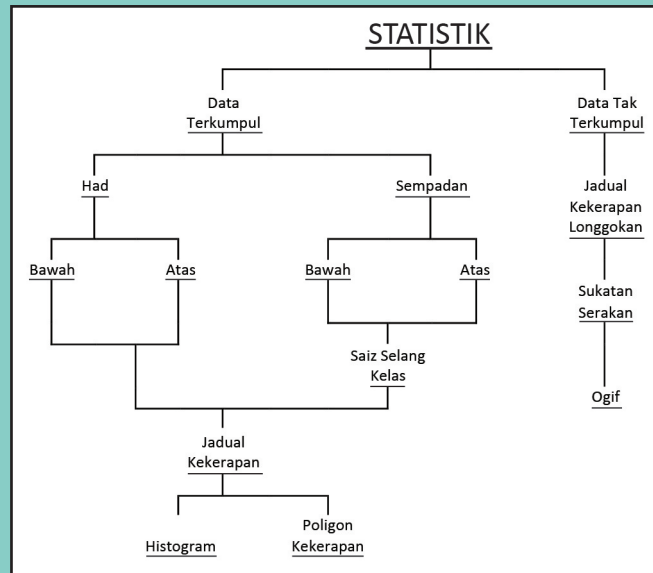 STATISTIK
Data
Terkumpul
Data Tak
Terkumpul
Had
Sempadan
Jadual
Kekerapan
Longgokan
Bawah
Atas
Bawah
Atas
Sukatan
Serakan
Saiz Selang
Kelas
Ogif
Jadual
Kekerapan
Histogram
Poligon
Kekerapan